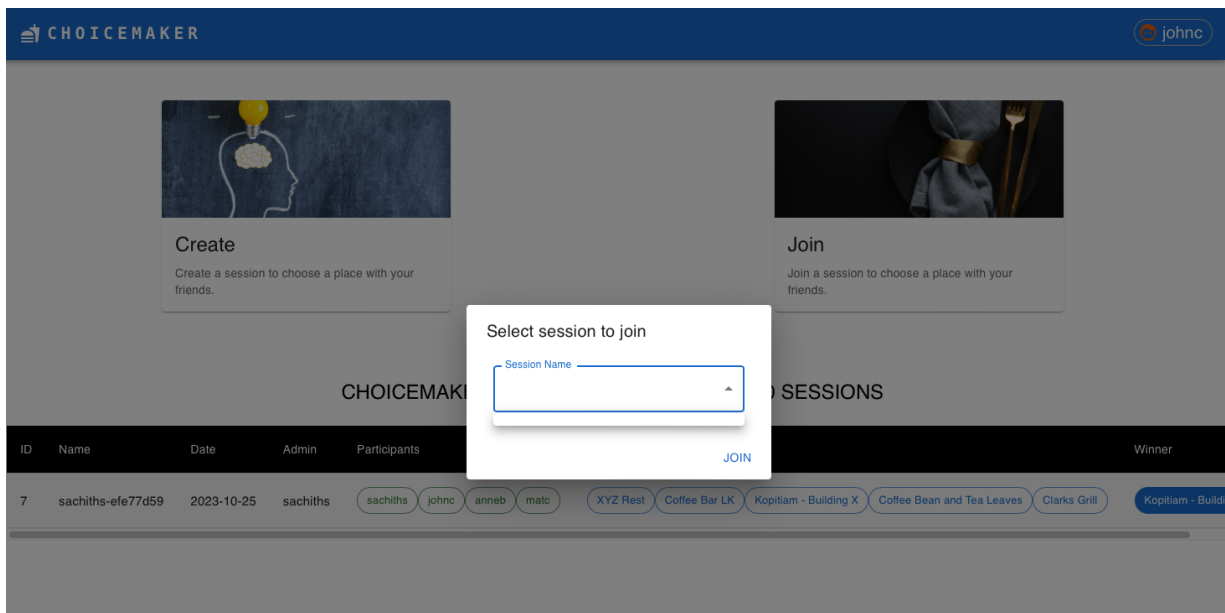 CHOICEMAKER
johnc
Create
Create a session to choose a place with your
friends.
Join
Join a session to choose a place with your
friends.
Select session to join
Session Name
JOIN
SESSIONS
ID Name Date Admin Participants Winner
7 sachiths-efe77d59 2023-10-25 sachiths sachiths johnc anneb matc XYZ Rest Coffee Bar LK Kopitiam - Building X Coffee Bean and Tea Leaves Clarks Grill Kopitiam -